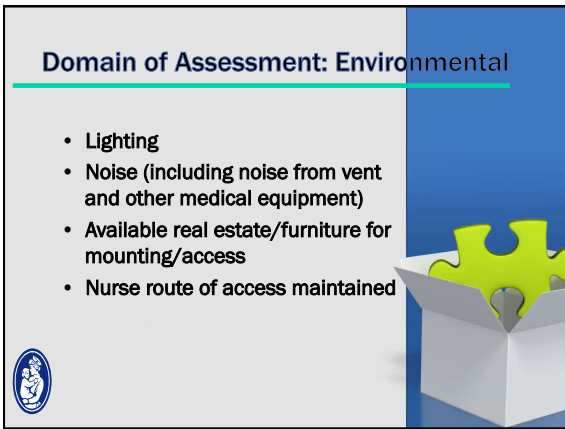 Domain of Assessment: Environmental
• Lighting
• Noise (including noise from vent
and other medical equipment)
• Available real estate/furniture for
mounting/access
• Nurse route of access maintained